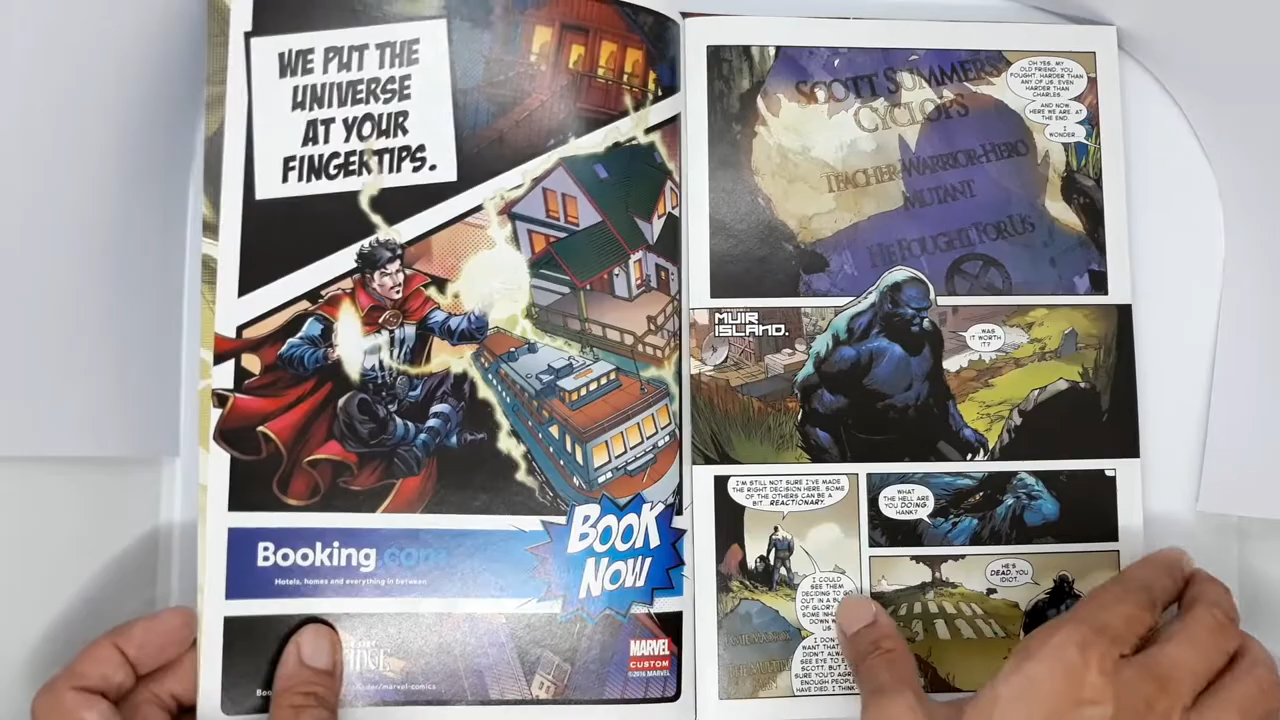 WE PUT THE
UNIVERSE
AT YOUR
FINGERTIPS.
Booking.com
Hotels, homes and everything in between
BOOK
NOW
MARVEL
CUSTOM
©2016 MARVEL
/marvel-comics
SCOTT SUMMERS
CYCLOPS
TEACHER-WARRIOR-HERO
MUTANT
HE FOUGHT FOR US
OH YES. MY
OLD FRIEND. YOU
FOUGHT. HARDER THAN
ANY OF US. EVEN
HARDER THAN
CHARLES.
AND NOW,
HERE WE ARE. AT
THE END.
I
WONDER...
MUIR
ISLAND.
...WAS
IT WORTH
IT?
I'M STILL NOT SURE I'VE MADE
THE RIGHT DECISION HERE. SOME
OF THE OTHERS CAN BE A
BIT...REACTIONARY.
I COULD
SEE THEM
DECIDING TO GO
OUT IN A
OF GLORY
SOME
DOWN
US.
I
WANT THAT
DIDN'T
SEE EYE TO
SCOTT. BUT I
SURE YOU'D
ENOUGH PEOPLE
HAVE DIED. I THINK
JAMIE MADROX
THE MULTIPLE
MAN
WHAT
THE HELL ARE
YOU DOING,
HANK?
HE'S
DEAD, YOU
IDIOT.